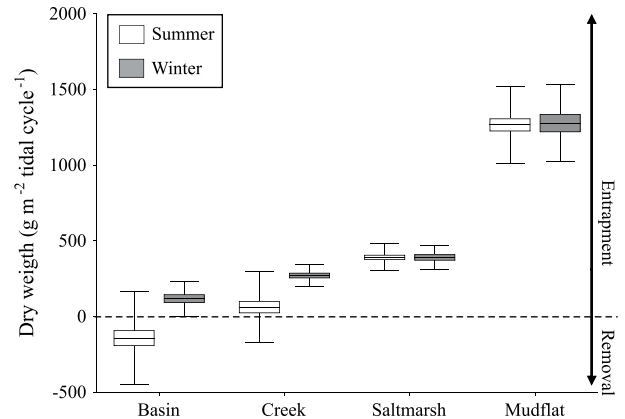 2000
1500
1000
500
0
-500
Dry weigth (g m-2 tidal cycle-1)
Summer
Winter
Entrapment
Removal
Basin Creek Saltmarsh Mudflat